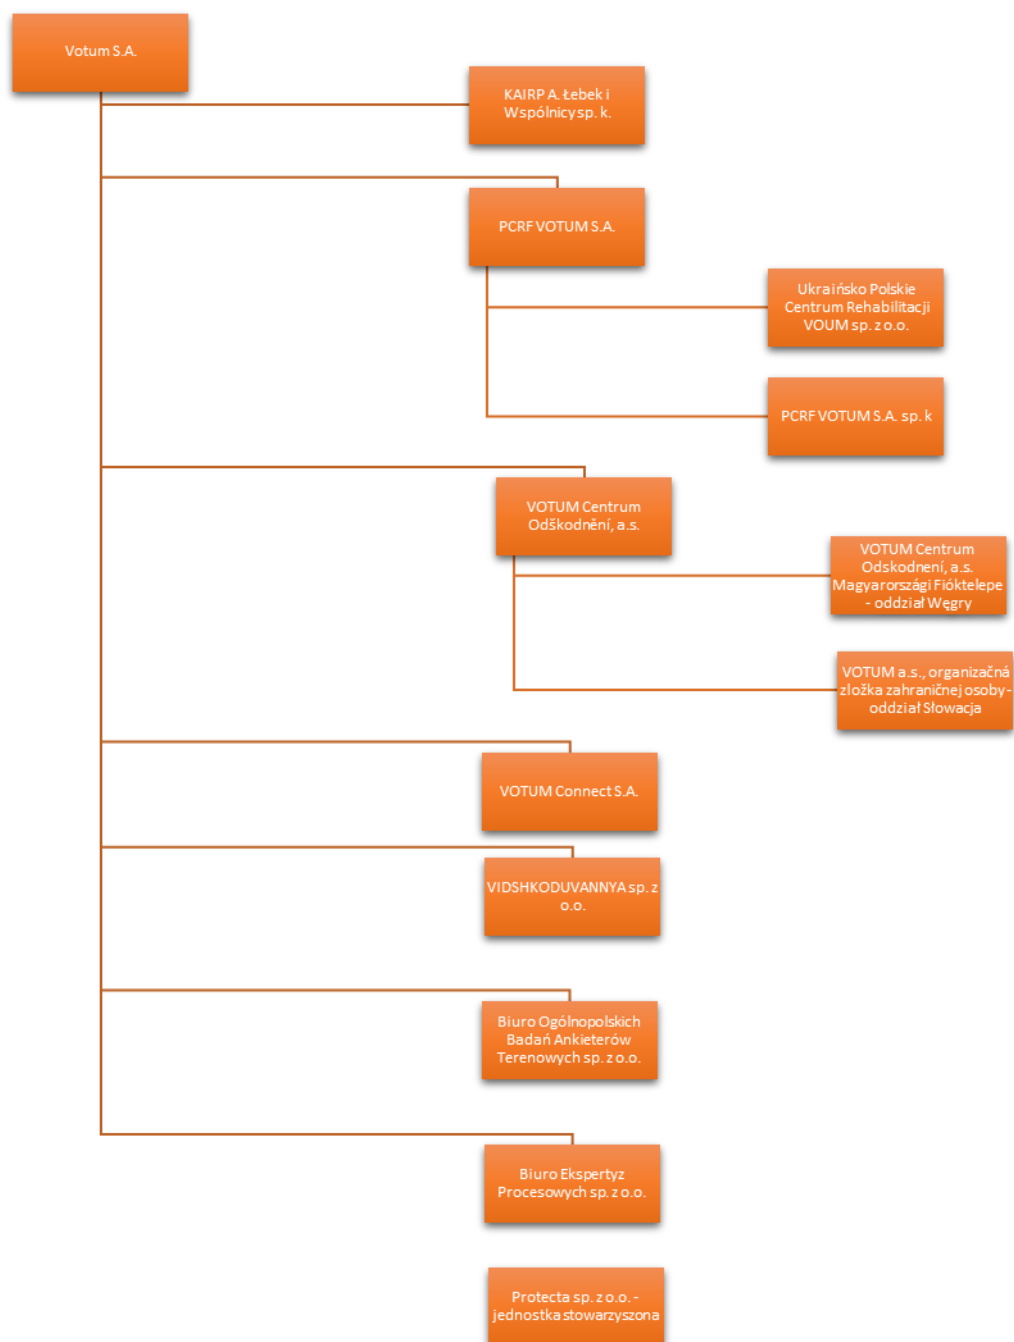 Votum S.A.
KAIRP A. Łebek i
Wspólnicy sp. k.
PCRF VOTUM S.A.
Ukraińsko Polskie
Centrum Rehabilitacji
VOUM sp. z o.o.
PCRF VOTUM S.A. sp. k
VOTUM Centrum
Odškodnění, a.s.
VOTUM Centrum
Odskodnení, a.s.
Magyarországi Fióktelepe
- oddział Węgry
VOTUM a.s., organizačná
zložka zahraničnej osoby -
oddział Słowacja
VOTUM Connect S.A.
VIDSHKODUVANNYA sp. z
o.o.
Biuro Ogólnopolskich
Badań Ankieterów
Terenowych sp. z o.o.
Biuro Ekspertyz
Procesowych sp. z o.o.
Protecta sp. z o.o. -
jednostka stowarzyszona